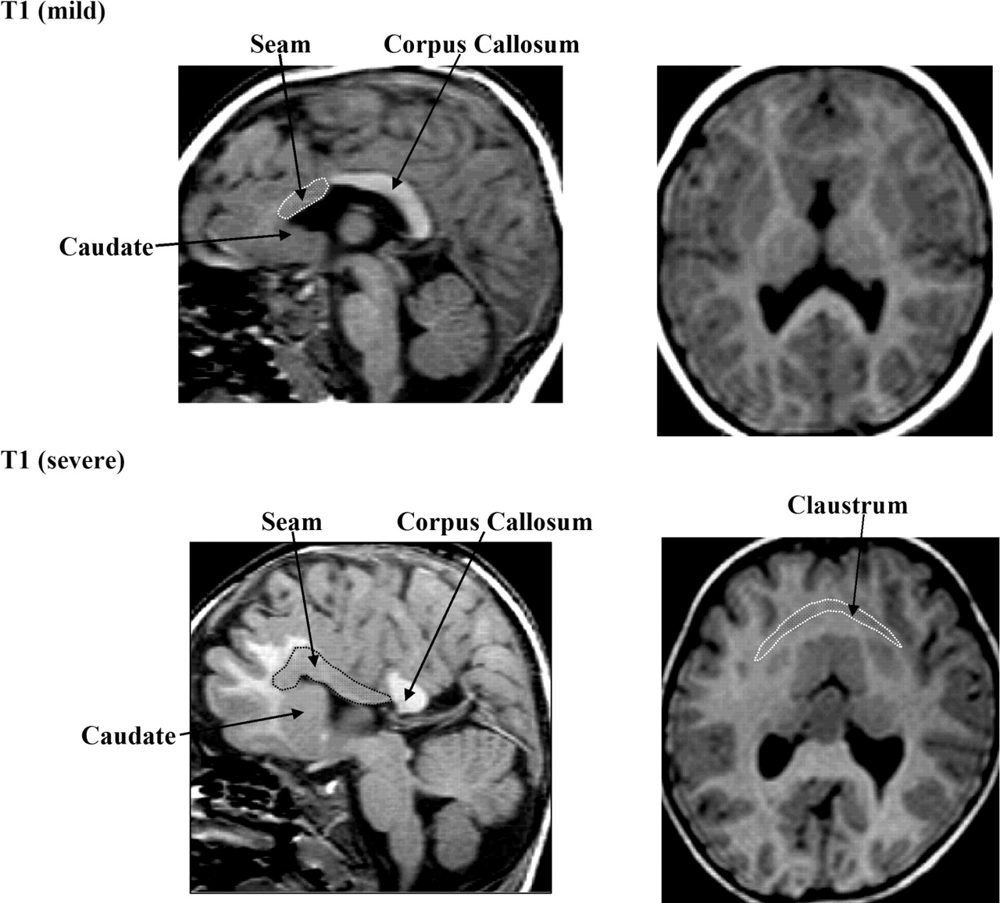 T1 (mild)
Seam
Corpus Callosum
Caudate
T1 (severe)
Claustrum
Seam
Corpus Callosum
Caudate